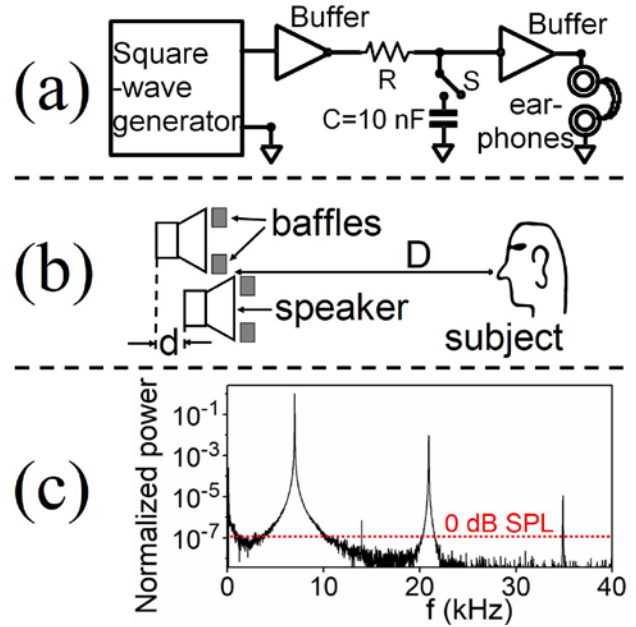 (a)
Square
-wave
generator
Buffer
R
S
C=10 nF
Buffer
ear-
phones
(b)
baffles
speaker
d
D
subject
(c)
Normalized power
10^-1
10^-3
10^-5
10^-7
0 dB SPL
0 10 20 30 40
f (kHz)